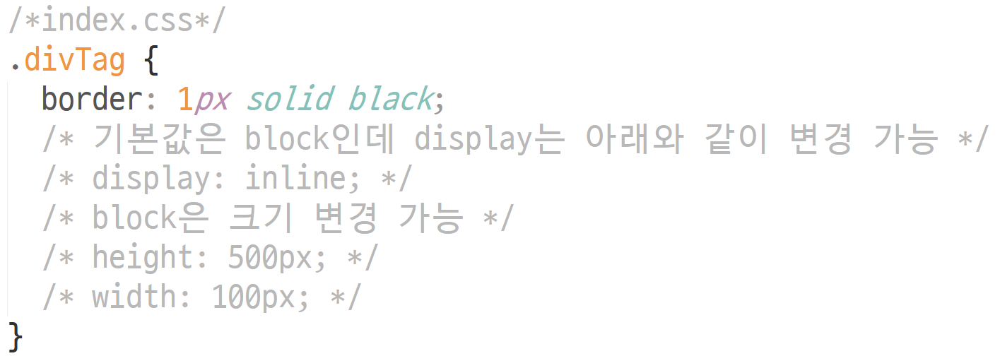 /*index.css*/
.divTag {
  border: 1px solid black;
  /* 기본값은 block인데 display는 아래와 같이 변경 가능 */
  /* display: inline; */
  /* block은 크기 변경 가능 */
  /* height: 500px; */
  /* width: 100px; */
}